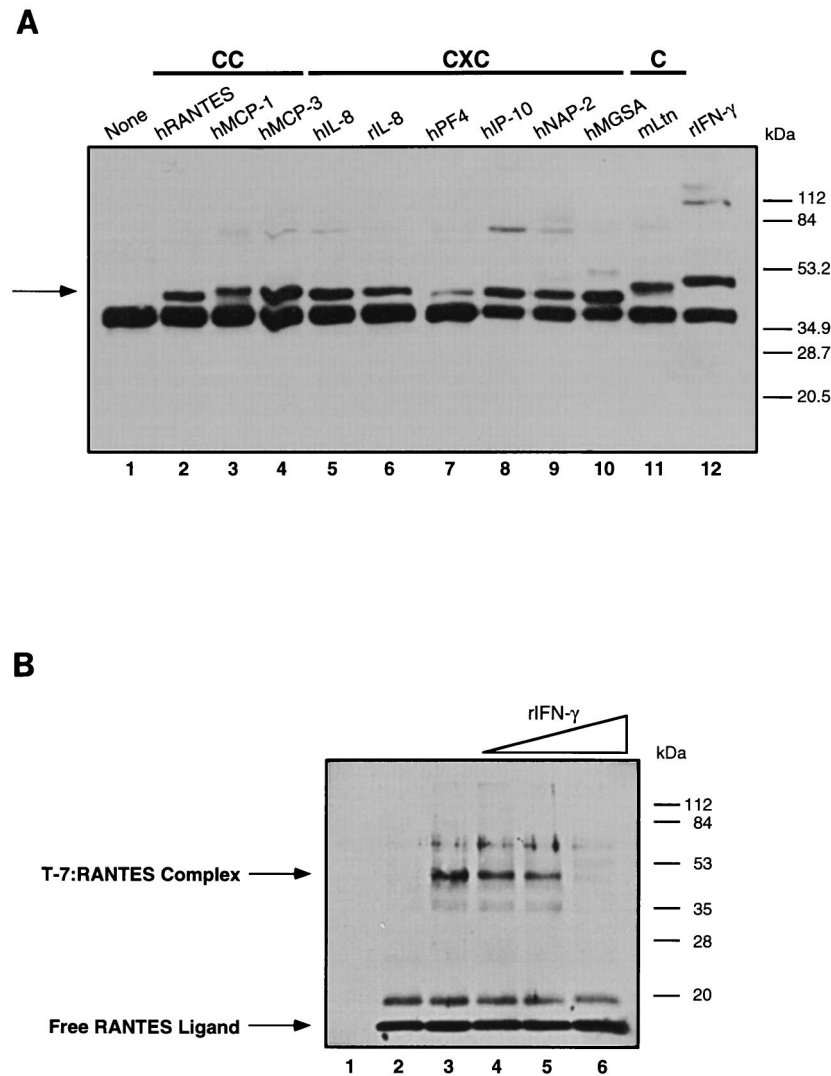 A
CC CXC C
None hRANTES hMCP-1 hMCP-3 hIL-8 rIL-8 hPF4 hIP-10 hNAP-2 hMGSA mLtn rIFN-γ
kDa
112
84
53.2
34.9
28.7
20.5
1 2 3 4 5 6 7 8 9 10 11 12
B
rIFN-γ
kDa
112
84
T-7:RANTES Complex 53
35
28
20
Free RANTES Ligand
1 2 3 4 5 6